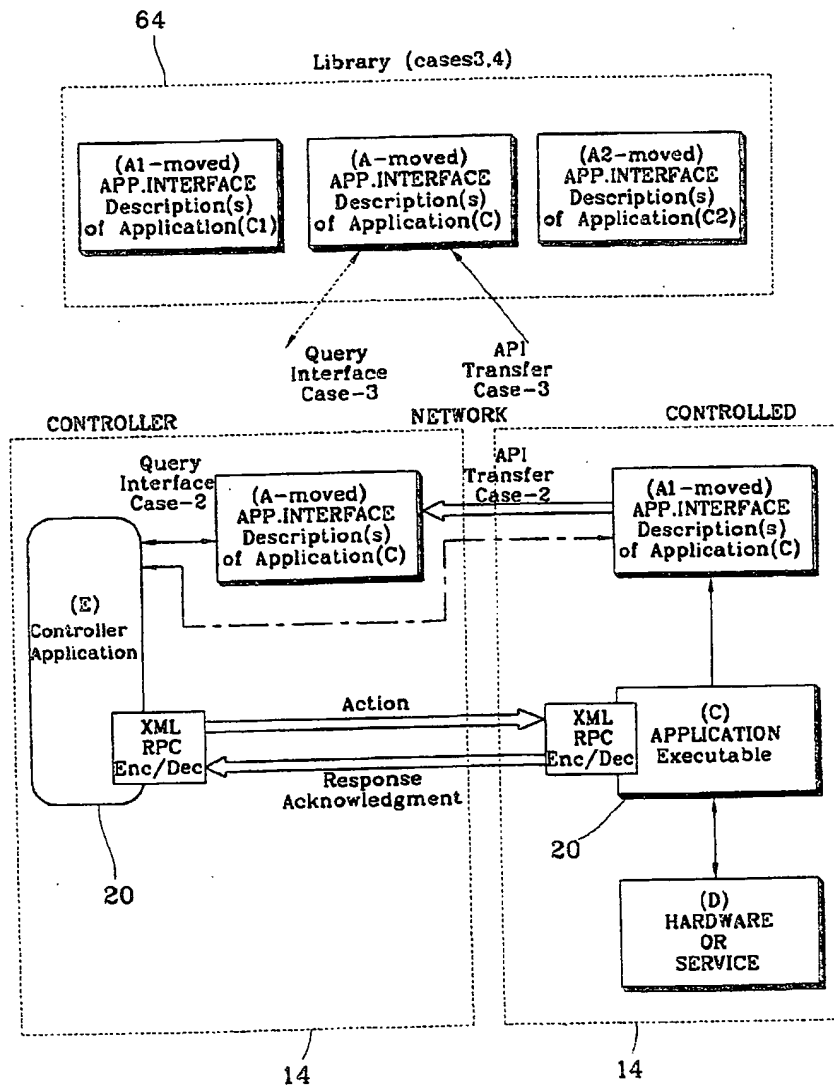 64
Library (cases3,4)
(A1-moved)
APP.INTERFACE
Description(s)
of Application(C1)
(A-moved)
APP.INTERFACE
Description(s)
of Application(C)
(A2-moved)
APP.INTERFACE
Description(s)
of Application(C2)
Query
Interface
Case-3
API
Transfer
Case-3
CONTROLLER
NETWORK
CONTROLLED
Query
Interface
Case-2
(A-moved)
APP.INTERFACE
Description(s)
of Application(C)
API
Transfer
Case-2
(A1-moved)
APP.INTERFACE
Description(s)
of Application(C)
(E)
Controller
Application
XML
RPC
Enc/Dec
Action
Response
Acknowledgment
XML
RPC
Enc/Dec
(C)
APPLICATION
Executable
20
20
(D)
HARDWARE
OR
SERVICE
14
14